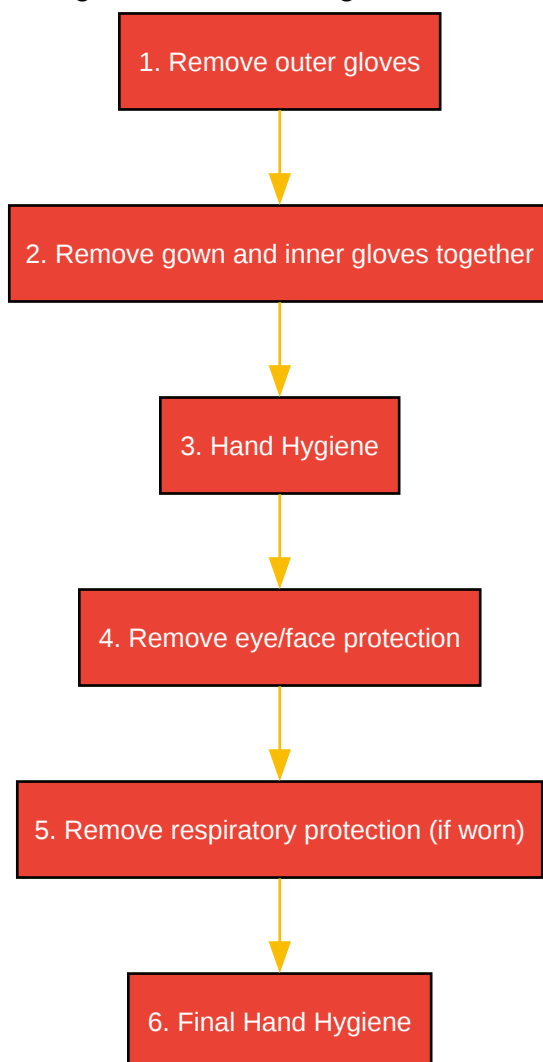 1. Remove outer gloves
2. Remove gown and inner gloves together
3. Hand Hygiene
4. Remove eye/face protection
5. Remove respiratory protection (if worn)
6. Final Hand Hygiene